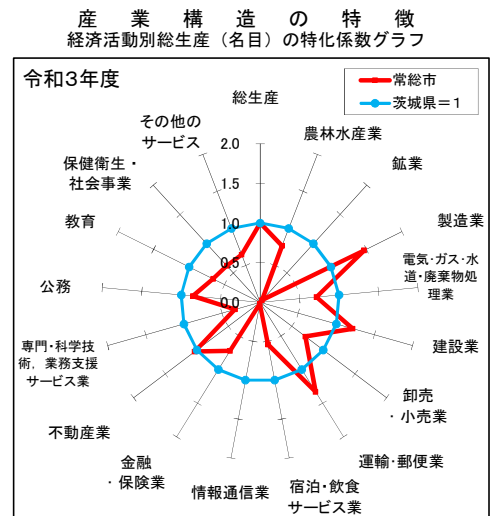 産業構造の特徴
経済活動別総生産（名目）の特化係数グラフ
令和3年度
常総市
茨城県＝1
総生産
農林水産業
鉱業
製造業
電気・ガス・水
道・廃棄物処
理業
建設業
卸売
・小売業
運輸・郵便業
宿泊・飲食
サービス業
情報通信業
金融
・保険業
不動産業
専門・科学技
術，業務支援
サービス業
公務
教育
保健衛生・
社会事業
その他の
サービス
2.0
1.5
1.0
0.5
0.0